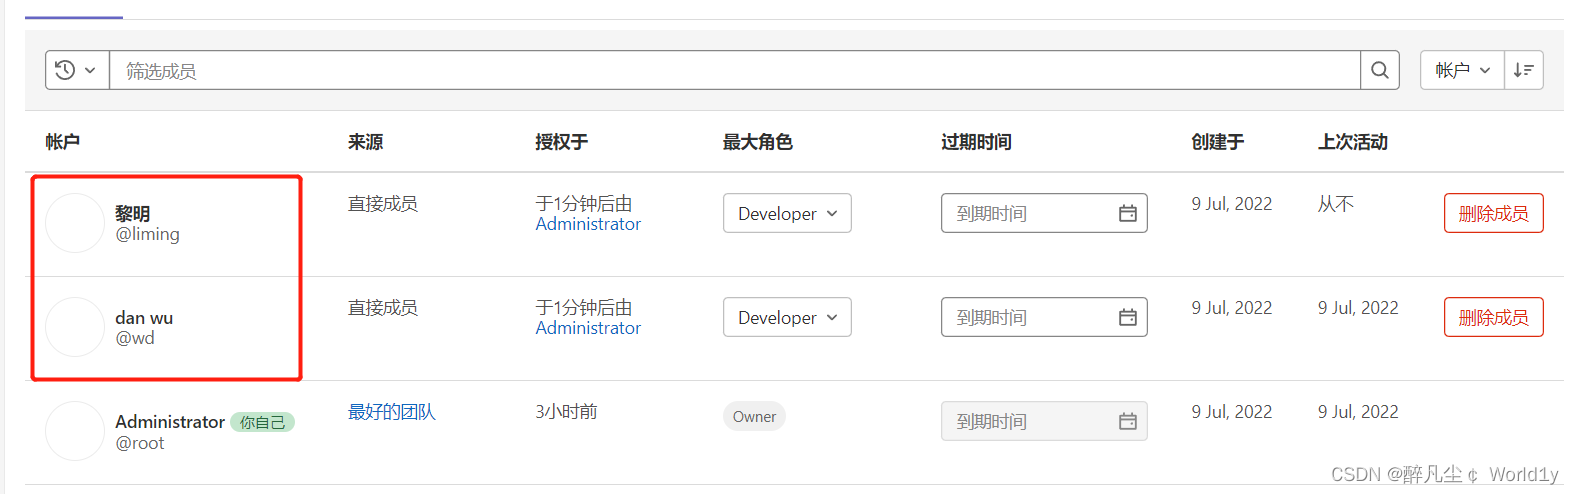 筛选成员
帐户
帐户 来源 授权于 最大角色 过期时间 创建于 上次活动
黎明
@liming
直接成员
于1分钟后由
Administrator
Developer
到期时间
9 Jul, 2022
从不
删除成员
dan wu
@wd
直接成员
于1分钟后由
Administrator
Developer
到期时间
9 Jul, 2022
9 Jul, 2022
删除成员
Administrator 你自己
@root
最好的团队
3小时前
Owner
到期时间
9 Jul, 2022
9 Jul, 2022
CSDN @醉凡尘￠ World1y